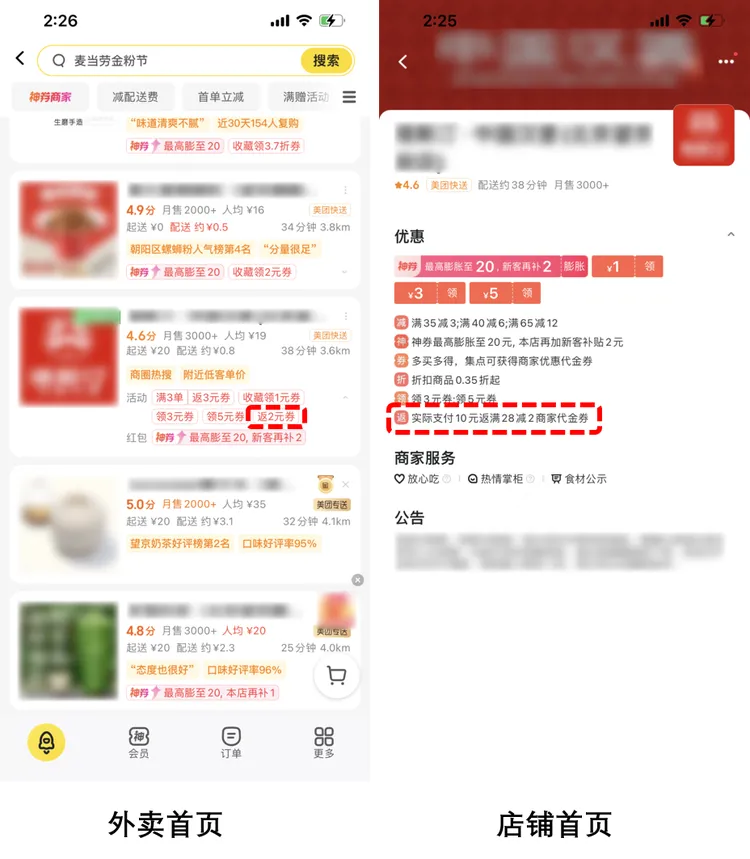 2:26
麦当劳金粉节
搜索
神券商家
减配送费
首单立减
满赠活动
生磨手造
“味道清爽不腻” 近30天154人复购
神券 最高膨至20 收藏领3.7折券
4.9分 月售2000+ 人均 ¥16 美团快送
起送 ¥0 配送 约¥0.5 34分钟 3.8km
朝阳区螺蛳粉人气榜第4名 “分量很足”
神券 最高膨至20 收藏领2元券
4.6分 月售3000+ 人均 ¥19 美团快送
起送 ¥20 配送 约¥0.8 38分钟 3.6km
商圈热搜 附近低客单价
活动 满3单 返3元券 收藏领1元券
领3元券 领5元券 返2元券
红包 神券 最高膨至20, 新客再补2
5.0分 月售2000+ 人均 ¥35 美团专送
起送 ¥20 配送 约¥3.1 32分钟 4.1km
望京奶茶好评榜第2名 口味好评率95%
4.8分 月售3000+ 人均 ¥20 美团专送
起送 ¥20 配送 约¥2.3 25分钟 4.0km
“态度也很好” 口味好评率96%
神券 最高膨至20, 本店再补1
神
会员
订单
更多
外卖首页
2:25
4.6 美团快送 配送约38分钟 月售3000+
优惠
神券 最高膨胀至20, 新客再补2 膨胀
¥1 领
¥3 领
¥5 领
减 满35减3;满40减6;满65减12
神 神券最高膨胀至20元, 本店再加新客补贴2元
券 多买多得，集点可获得商家优惠代金券
折 折扣商品0.35折起
领 领3元券;领5元券
返 实际支付10元返满28减2商家代金券
商家服务
放心吃 热情掌柜 食材公示
公告
店铺首页